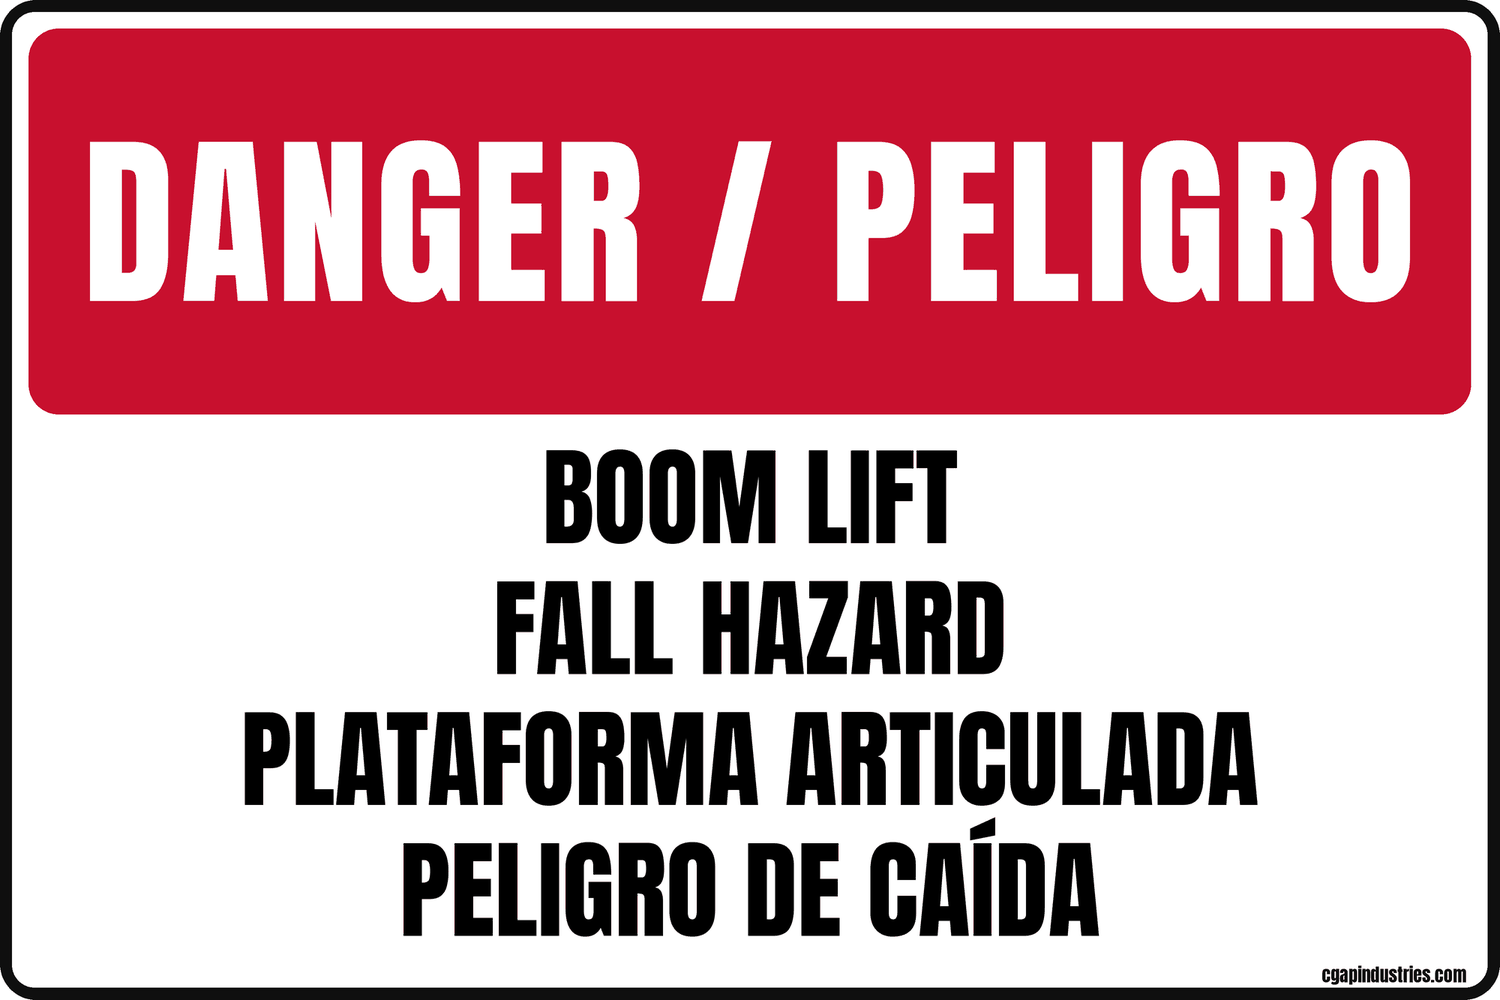 DANGER / PELIGRO
BOOM LIFT
FALL HAZARD
PLATAFORMA ARTICULADA
PELIGRO DE CAÍDA
cgapindustries.com